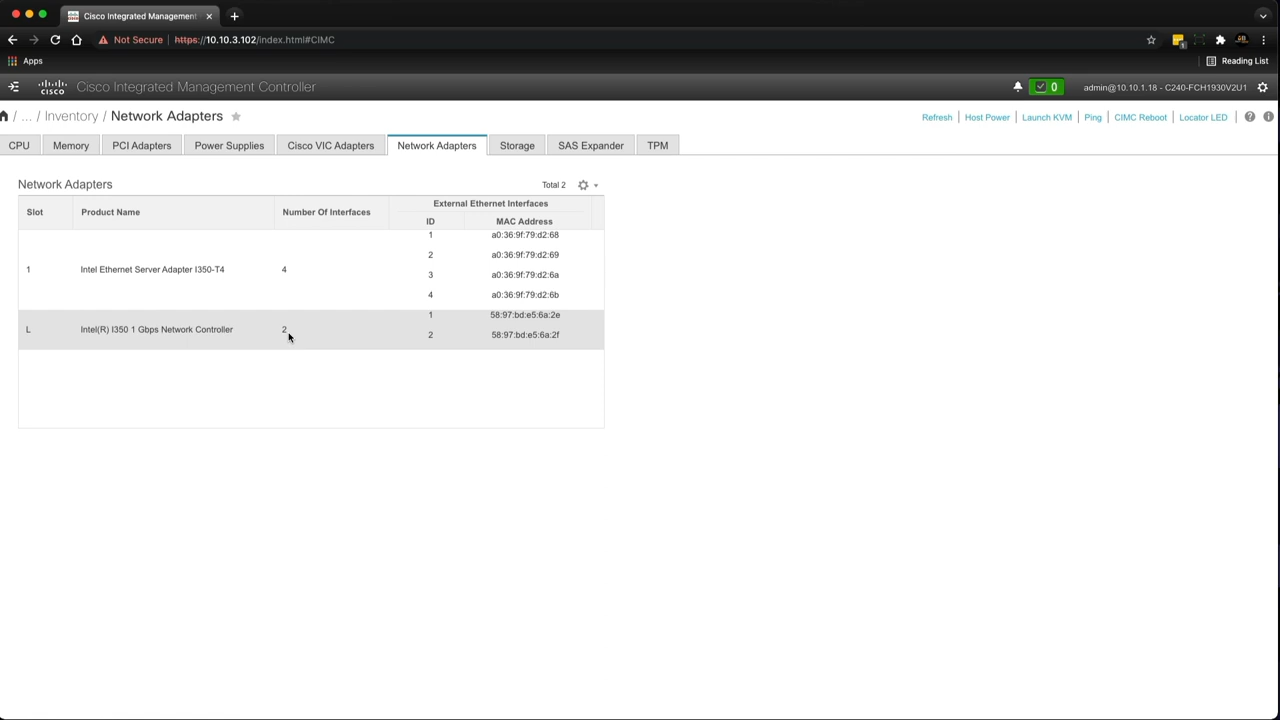 Cisco Integrated Management
Not Secure https://10.10.3.102/index.html#CIMC
Apps
Reading List
cisco Cisco Integrated Management Controller
0 admin@10.10.1.18 - C240-FCH1930V2U1
/ ... / Inventory / Network Adapters
Refresh | Host Power | Launch KVM | Ping | CIMC Reboot | Locator LED
CPU Memory PCI Adapters Power Supplies Cisco VIC Adapters Network Adapters Storage SAS Expander TPM
Network Adapters Total 2
External Ethernet Interfaces
Slot Product Name Number Of Interfaces
ID MAC Address
1 a0:36:9f:79:d2:68
2 a0:36:9f:79:d2:69
1 Intel Ethernet Server Adapter I350-T4 4
3 a0:36:9f:79:d2:6a
4 a0:36:9f:79:d2:6b
1 58:97:bd:e5:6a:2e
L Intel(R) I350 1 Gbps Network Controller 2
2 58:97:bd:e5:6a:2f